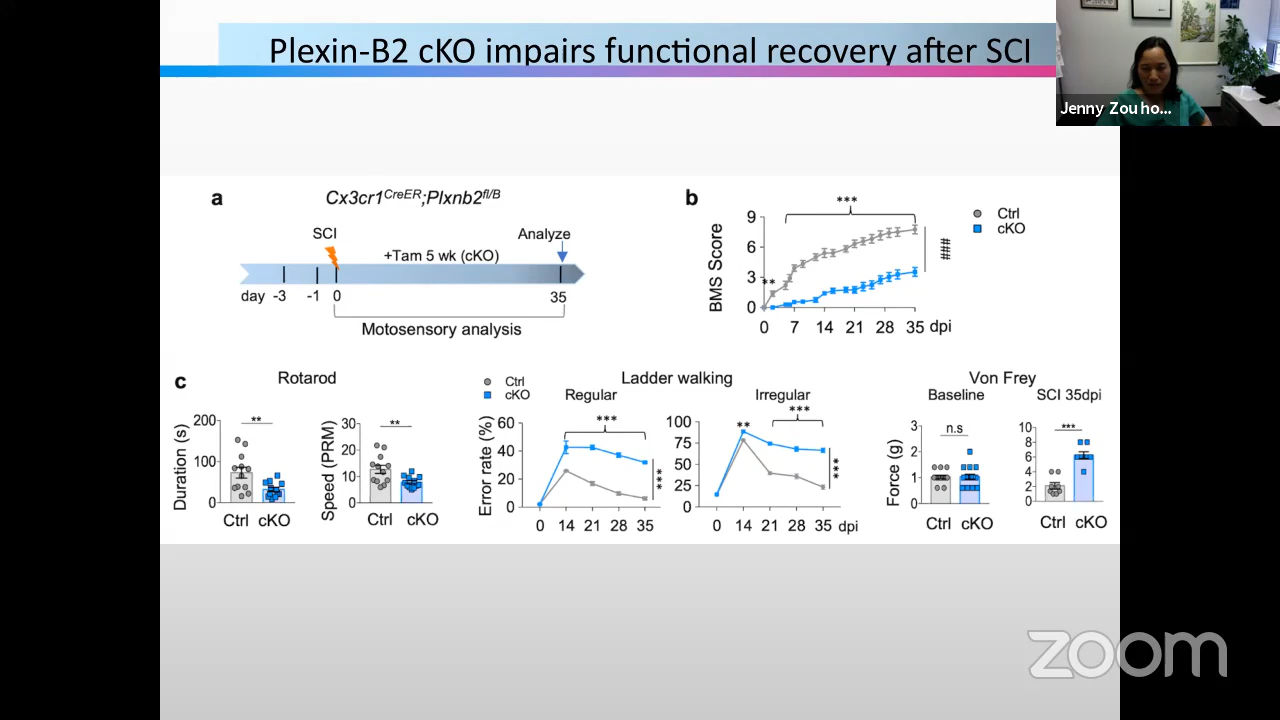 Plexin-B2 cKO impairs functional recovery after SCI
Jenny Zou ho...
a
Cx3cr1CreER;Plxnb2fl/B
SCI
Analyze
+Tam 5 wk (cKO)
day -3 -1 0 35
Motosensory analysis
b
BMS Score
9
6
3
0
**
***
###
0 7 14 21 28 35 dpi
Ctrl
cKO
c
Rotarod
Duration (s)
200
100
0
**
Ctrl cKO
Speed (PRM)
30
20
10
0
**
Ctrl cKO
Ctrl
cKO
Ladder walking
Regular
Error rate (%)
60
40
20
0
***
***
0 14 21 28 35
Irregular
100
75
50
25
0
**
***
***
0 14 21 28 35 dpi
Von Frey
Baseline
Force (g)
3
2
1
0
n.s
Ctrl cKO
SCI 35dpi
10
8
6
4
2
0
***
Ctrl cKO
zoom